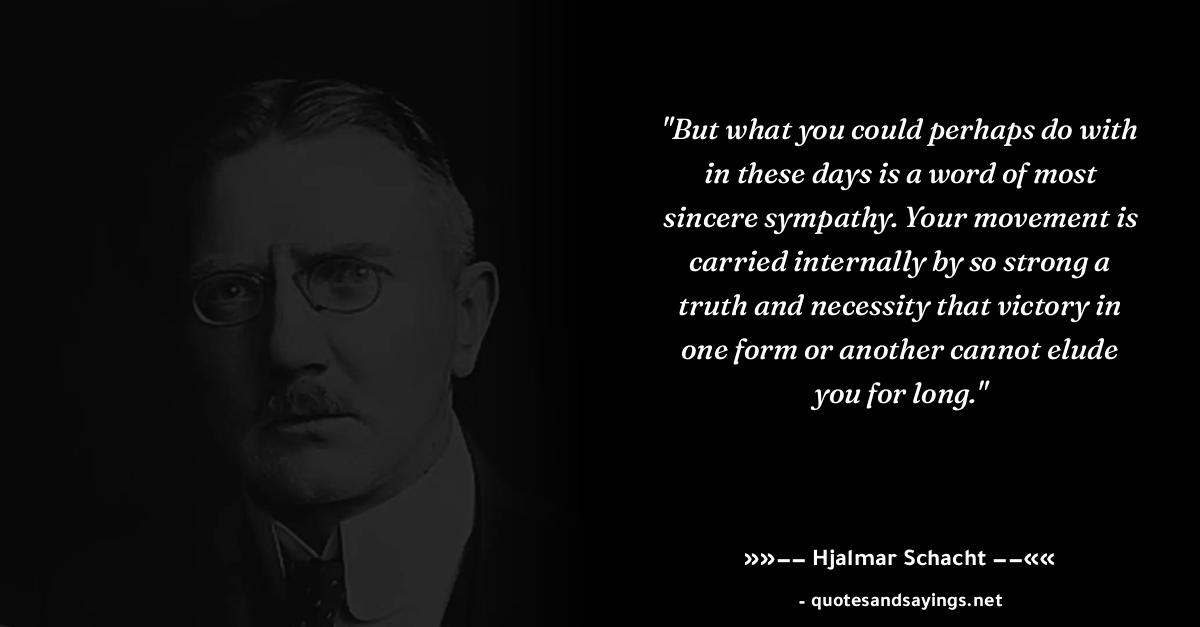 "But what you could perhaps do with
in these days is a word of most
sincere sympathy. Your movement is
carried internally by so strong a
truth and necessity that victory in
one form or another cannot elude
you for long."
»»−− Hjalmar Schacht −−««
- quotesandsayings.net